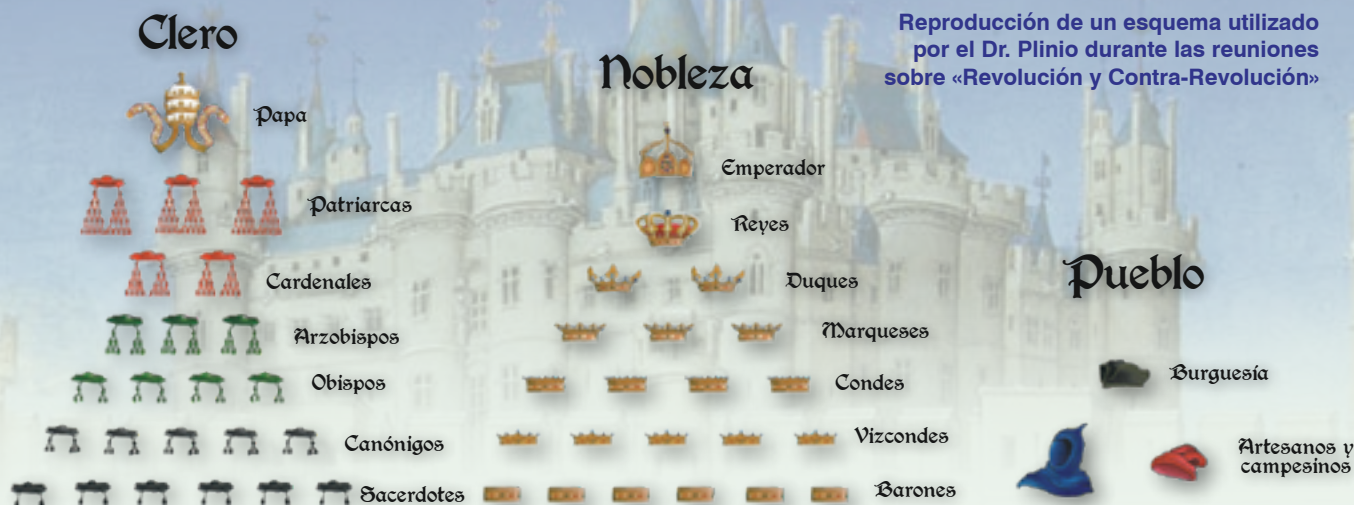 Clero
Papa
Patriarcas
Cardenales
Arzobispos
Obispos
Canónigos
Sacerdotes
Nobleza
Emperador
Reyes
Duques
Marqueses
Condes
Vizcondes
Barones
Reproducción de un esquema utilizado
por el Dr. Plinio durante las reuniones
sobre «Revolución y Contra-Revolución»
Pueblo
Burguesía
Artesanos y
campesinos